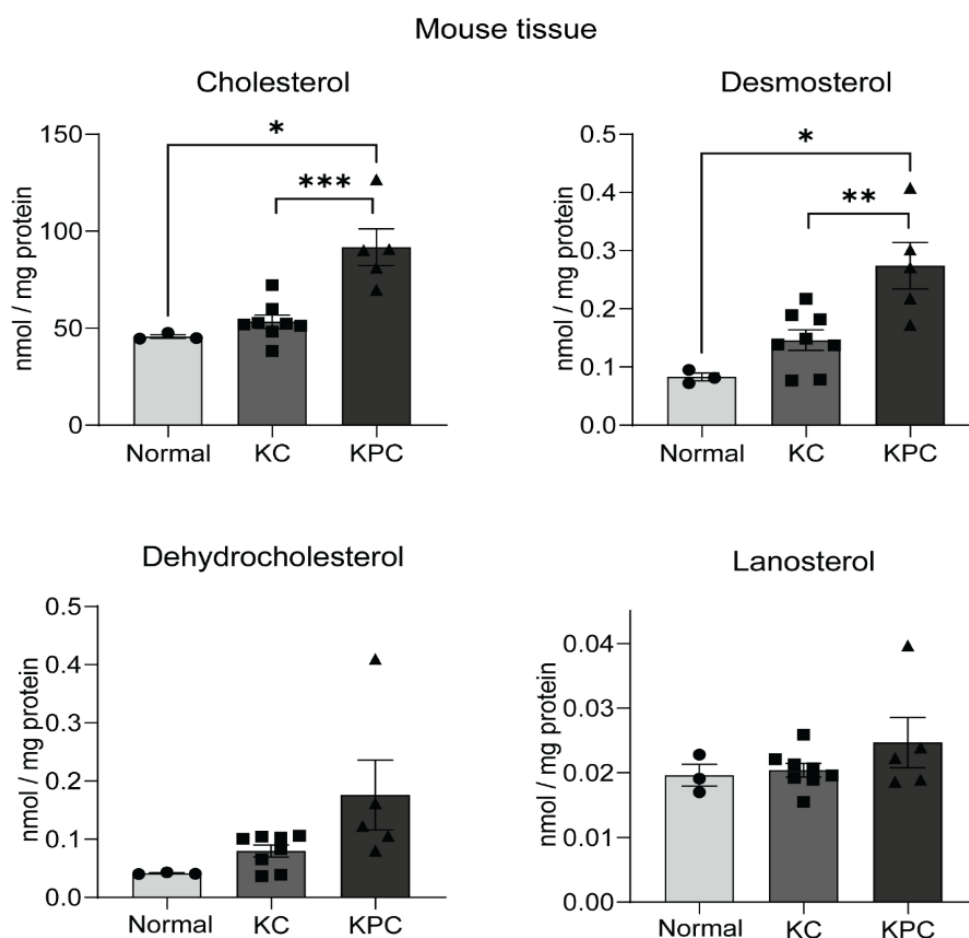 Mouse tissue
Cholesterol
nmol / mg protein
150
100
50
0
*
***
Normal KC KPC
Desmosterol
nmol / mg protein
0.5
0.4
0.3
0.2
0.1
0.0
*
**
Normal KC KPC
Dehydrocholesterol
nmol / mg protein
0.5
0.4
0.3
0.2
0.1
0.0
Normal KC KPC
Lanosterol
nmol / mg protein
0.04
0.03
0.02
0.01
0.00
Normal KC KPC